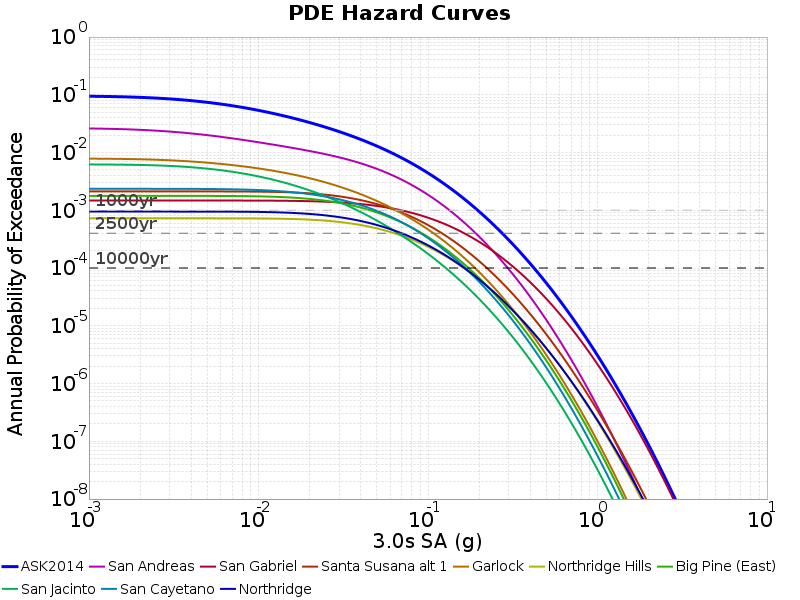 PDE Hazard Curves
Annual Probability of Exceedance
10^0
10^-1
10^-2
10^-3
10^-4
10^-5
10^-6
10^-7
10^-8
1000yr
2500yr
10000yr
10^-3 10^-2 10^-1 10^0 10^1
3.0s SA (g)
ASK2014 San Andreas San Gabriel Santa Susana alt 1 Garlock Northridge Hills Big Pine (East)
San Jacinto San Cayetano Northridge